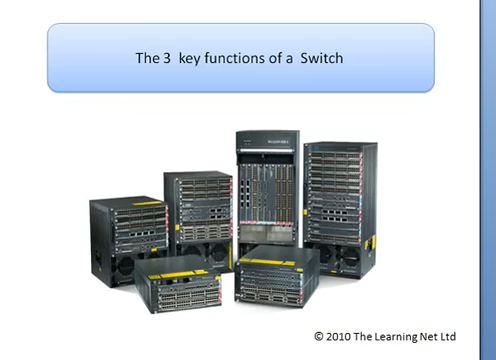 The 3 key functions of a Switch
© 2010 The Learning Net Ltd